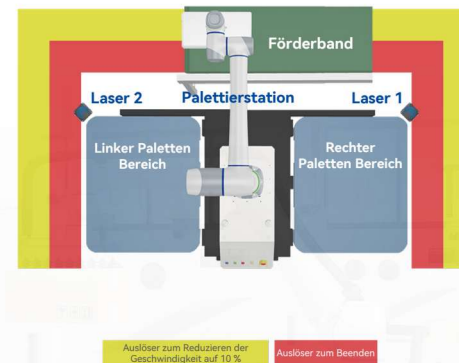 Förderband
Laser 2
Palettierstation
Laser 1
Linker Paletten
Bereich
Rechter
Paletten Bereich
Auslöser zum Reduzieren der
Geschwindigkeit auf 10 %
Auslöser zum Beenden